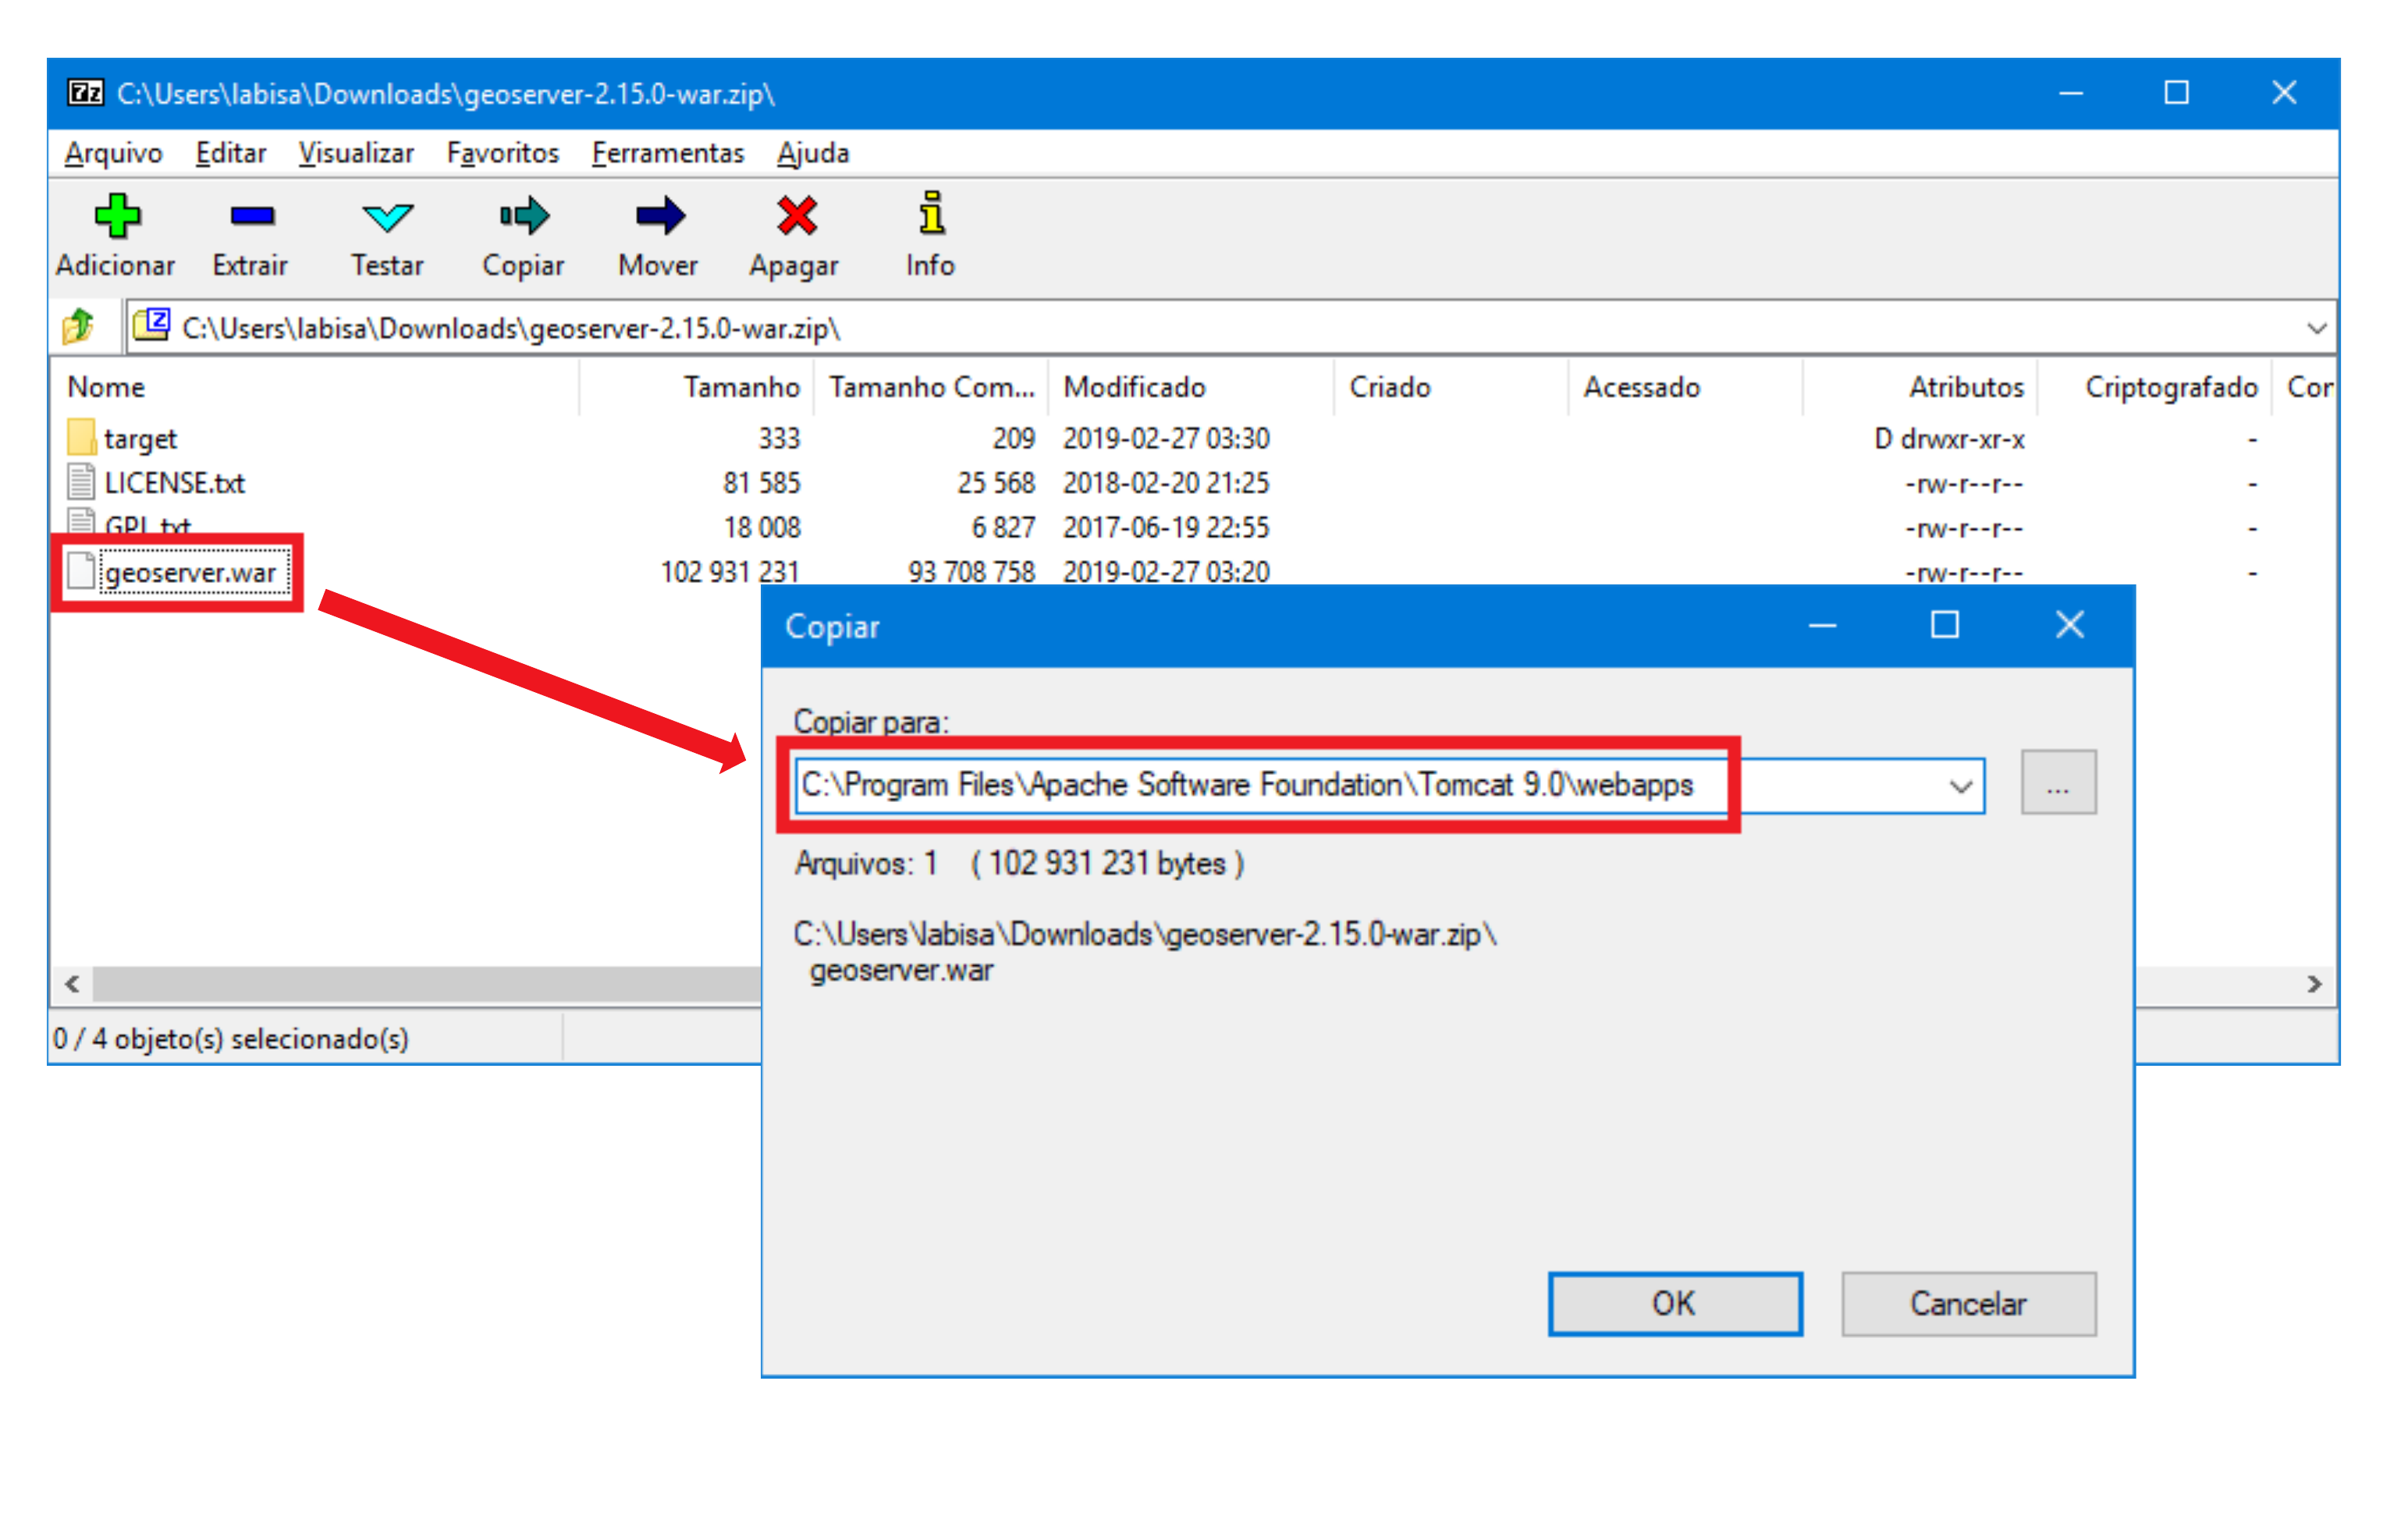 C:\Users\labisa\Downloads\geoserver-2.15.0-war.zip\
Arquivo Editar Visualizar Favoritos Ferramentas Ajuda
Adicionar Extrair Testar Copiar Mover Apagar Info
C:\Users\labisa\Downloads\geoserver-2.15.0-war.zip\
Nome Tamanho Tamanho Com... Modificado Criado Acessado Atributos Criptografado Cor
target 333 209 2019-02-27 03:30 D drwxr-xr-x -
LICENSE.txt 81 585 25 568 2018-02-20 21:25 -rw-r--r-- -
GPL.txt 18 008 6 827 2017-06-19 22:55 -rw-r--r-- -
geoserver.war 102 931 231 93 708 758 2019-02-27 03:20 -rw-r--r-- -
0 / 4 objeto(s) selecionado(s)
Copiar
Copiar para:
C:\Program Files\Apache Software Foundation\Tomcat 9.0\webapps
...
Arquivos: 1 ( 102 931 231 bytes )
C:\Users\labisa\Downloads\geoserver-2.15.0-war.zip\
geoserver.war
OK Cancelar